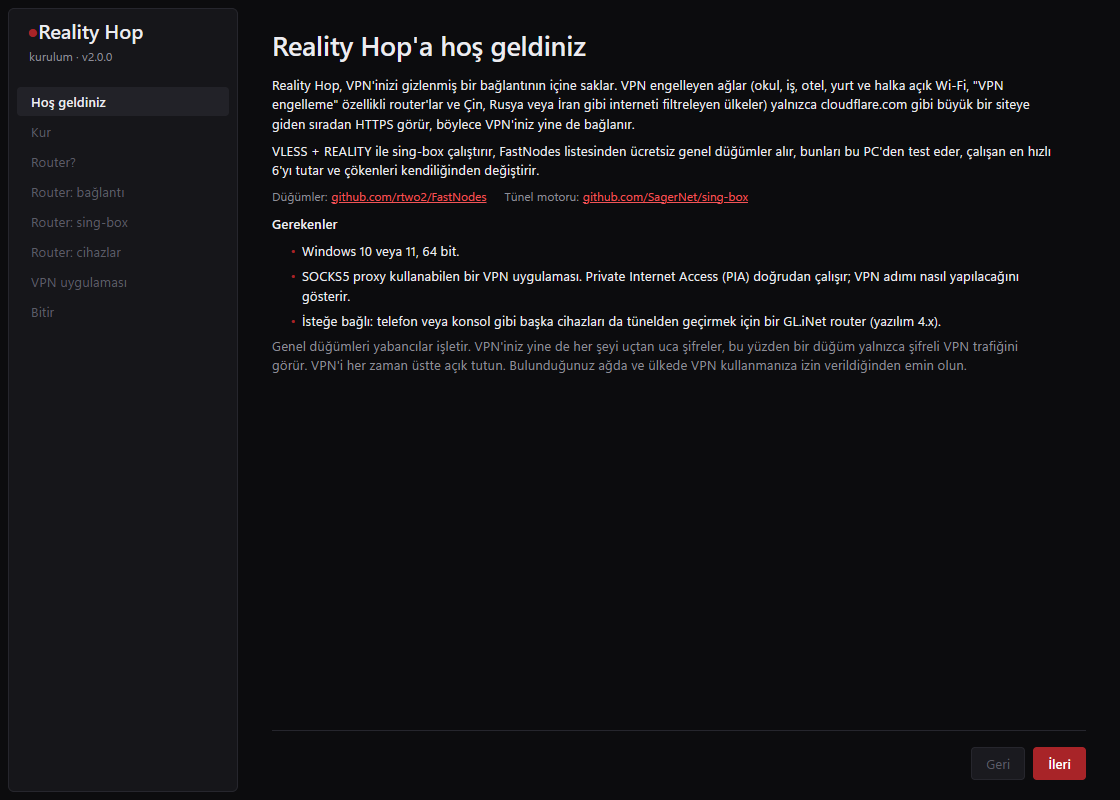 Reality Hop
kurulum · v2.0.0
Hoş geldiniz
Kur
Router?
Router: bağlantı
Router: sing-box
Router: cihazlar
VPN uygulaması
Bitir
Reality Hop'a hoş geldiniz
Reality Hop, VPN'inizi gizlenmiş bir bağlantının içine saklar. VPN engelleyen ağlar (okul, iş, otel, yurt ve halka açık Wi-Fi, "VPN
engelleme" özellikli router'lar ve Çin, Rusya veya İran gibi interneti filtreleyen ülkeler) yalnızca cloudflare.com gibi büyük bir siteye
giden sıradan HTTPS görür, böylece VPN'iniz yine de bağlanır.
VLESS + REALITY ile sing-box çalıştırır, FastNodes listesinden ücretsiz genel düğümler alır, bunları bu PC'den test eder, çalışan en hızlı
6'yı tutar ve çökenleri kendiliğinden değiştirir.
Düğümler: github.com/rtwo2/FastNodes Tünel motoru: github.com/SagerNet/sing-box
Gerekenler
• Windows 10 veya 11, 64 bit.
• SOCKS5 proxy kullanabilen bir VPN uygulaması. Private Internet Access (PIA) doğrudan çalışır; VPN adımı nasıl yapılacağını
gösterir.
• İsteğe bağlı: telefon veya konsol gibi başka cihazları da tünelden geçirmek için bir GL.iNet router (yazılım 4.x).
Genel düğümleri yabancılar işletir. VPN'iniz yine de her şeyi uçtan uca şifreler, bu yüzden bir düğüm yalnızca şifreli VPN trafiğini
görür. VPN'i her zaman üstte açık tutun. Bulunduğunuz ağda ve ülkede VPN kullanmanıza izin verildiğinden emin olun.
Geri
İleri